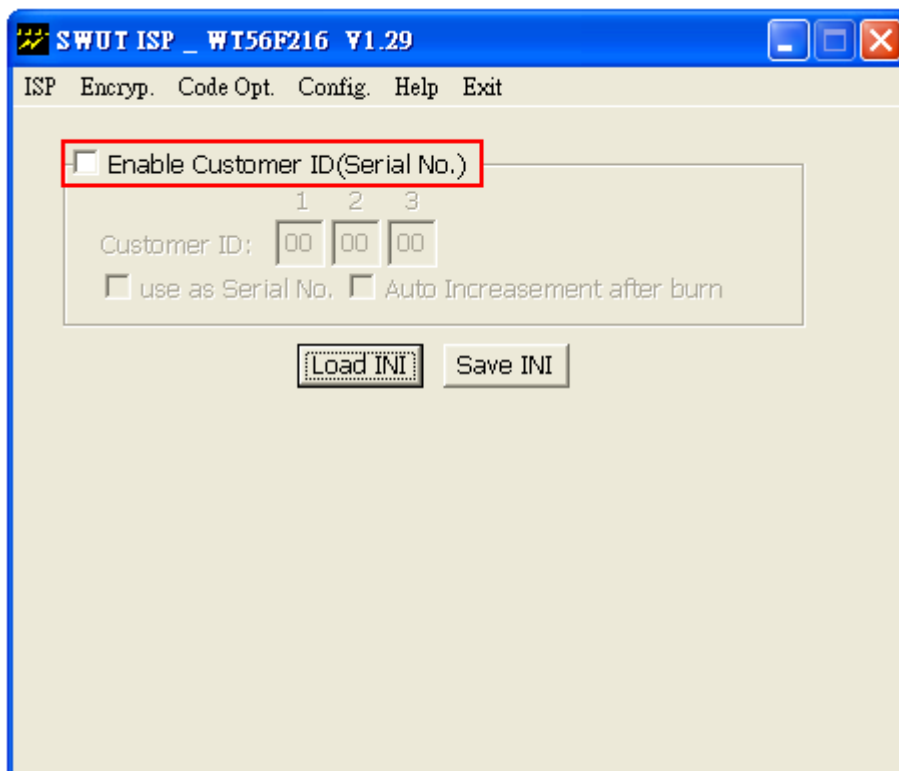 SWUT ISP _ WT56F216 V1.29
ISP Encryp. Code Opt. Config. Help Exit
Enable Customer ID(Serial No.)
1 2 3
Customer ID: 00 00 00
use as Serial No. Auto Increasement after burn
Load INI Save INI